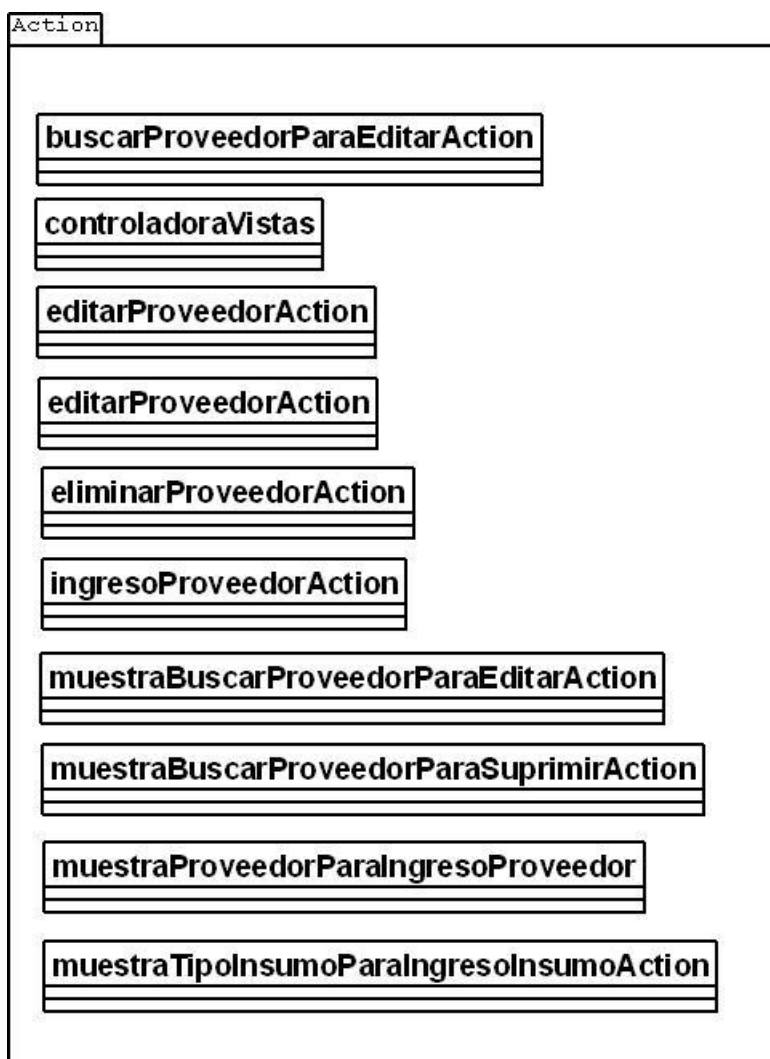 Action
buscarProveedorParaEditarAction
controladoraVistas
editarProveedorAction
editarProveedorAction
eliminarProveedorAction
ingresoProveedorAction
muestraBuscarProveedorParaEditarAction
muestraBuscarProveedorParaSuprimirAction
muestraProveedorParaIngresoProveedor
muestraTipoInsumoParaIngresoInsumoAction